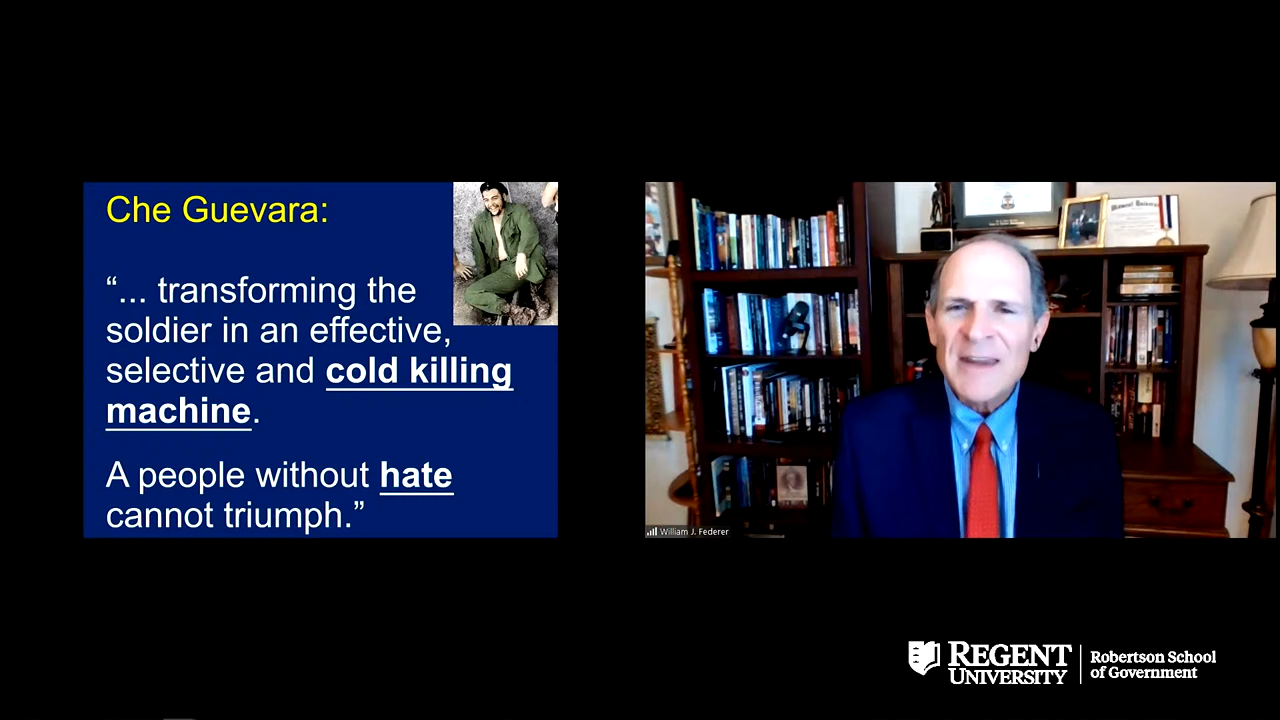 Che Guevara:
“... transforming the
soldier in an effective,
selective and cold killing
machine.
A people without hate
cannot triumph.”
William J. Federer
REGENT
UNIVERSITY
Robertson School
of Government